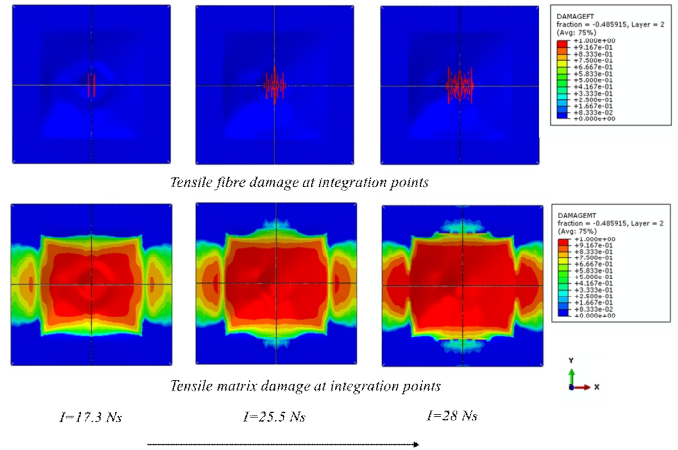 DAMAGEFT
fraction = -0.485915, Layer = 2
(Avg: 75%)
+1.000e+00
+9.167e-01
+8.333e-01
+7.500e-01
+6.667e-01
+5.833e-01
+5.000e-01
+4.167e-01
+3.333e-01
+2.500e-01
+1.667e-01
+8.333e-02
+0.000e+00
Tensile fibre damage at integration points
DAMAGEMT
fraction = -0.485915, Layer = 2
(Avg: 75%)
+1.000e+00
+9.167e-01
+8.333e-01
+7.500e-01
+6.667e-01
+5.833e-01
+5.000e-01
+4.167e-01
+3.333e-01
+2.500e-01
+1.667e-01
+8.333e-02
+0.000e+00
Tensile matrix damage at integration points
Y
X
I=17.3 Ns
I=25.5 Ns
I=28 Ns